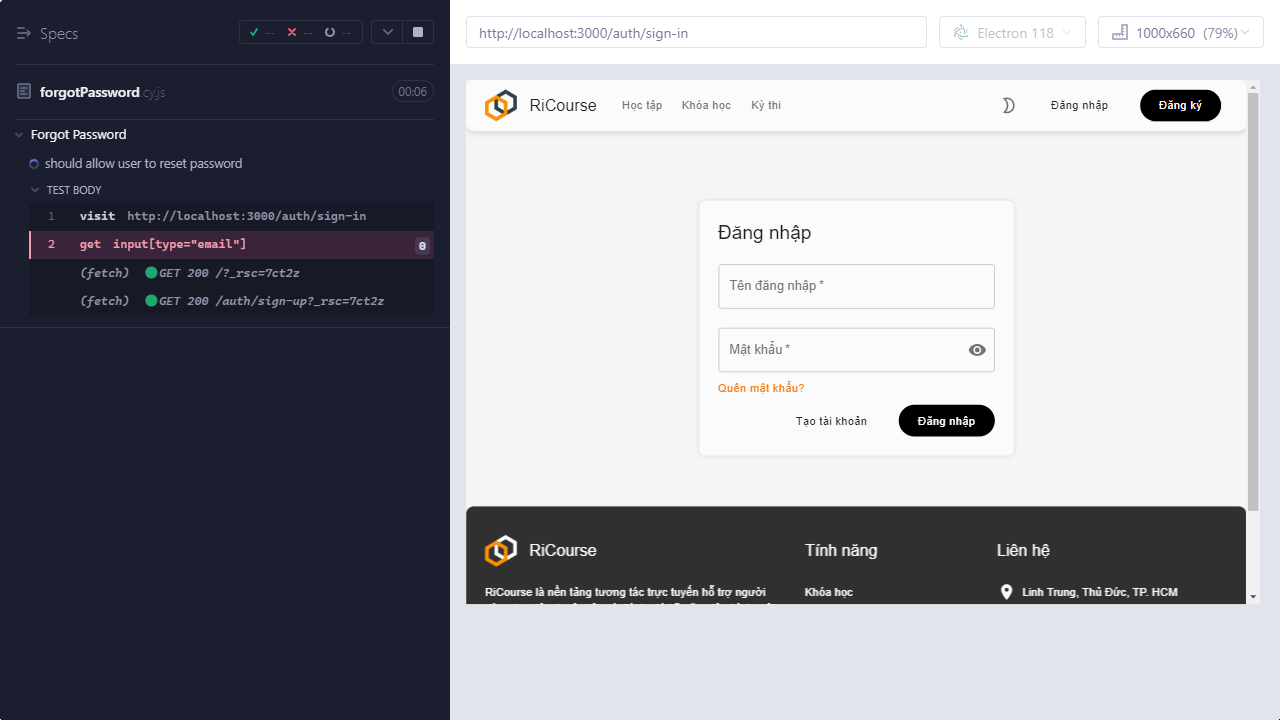 Specs
-- -- --
forgotPassword.cy.js
00:06
Forgot Password
should allow user to reset password
TEST BODY
1 visit http://localhost:3000/auth/sign-in
2 get input[type="email"] 0
(fetch) GET 200 /?_rsc=7ct2z
(fetch) GET 200 /auth/sign-up?_rsc=7ct2z
http://localhost:3000/auth/sign-in
Electron 118
1000x660 (79%)
RiCourse
Học tập
Khóa học
Kỳ thi
Đăng nhập
Đăng ký
Đăng nhập
Tên đăng nhập *
Mật khẩu *
Quên mật khẩu?
Tạo tài khoản
Đăng nhập
RiCourse
RiCourse là nền tảng tương tác trực tuyến hỗ trợ người
Tính năng
Khóa học
Liên hệ
Linh Trung, Thủ Đức, TP. HCM